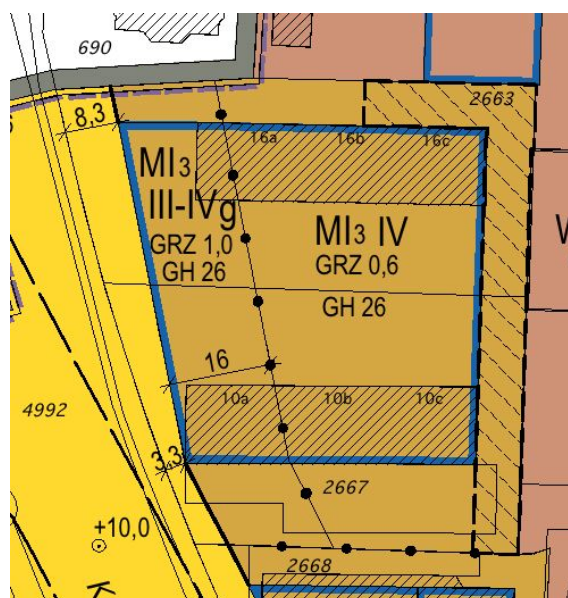 690
8,3
2663
16a 16b 16c
MI3
III-IVg
GRZ 1,0
GH 26
MI3 IV
GRZ 0,6
GH 26
16
10a 10b 10c
4992
3,3
2667
+10,0
2668
K